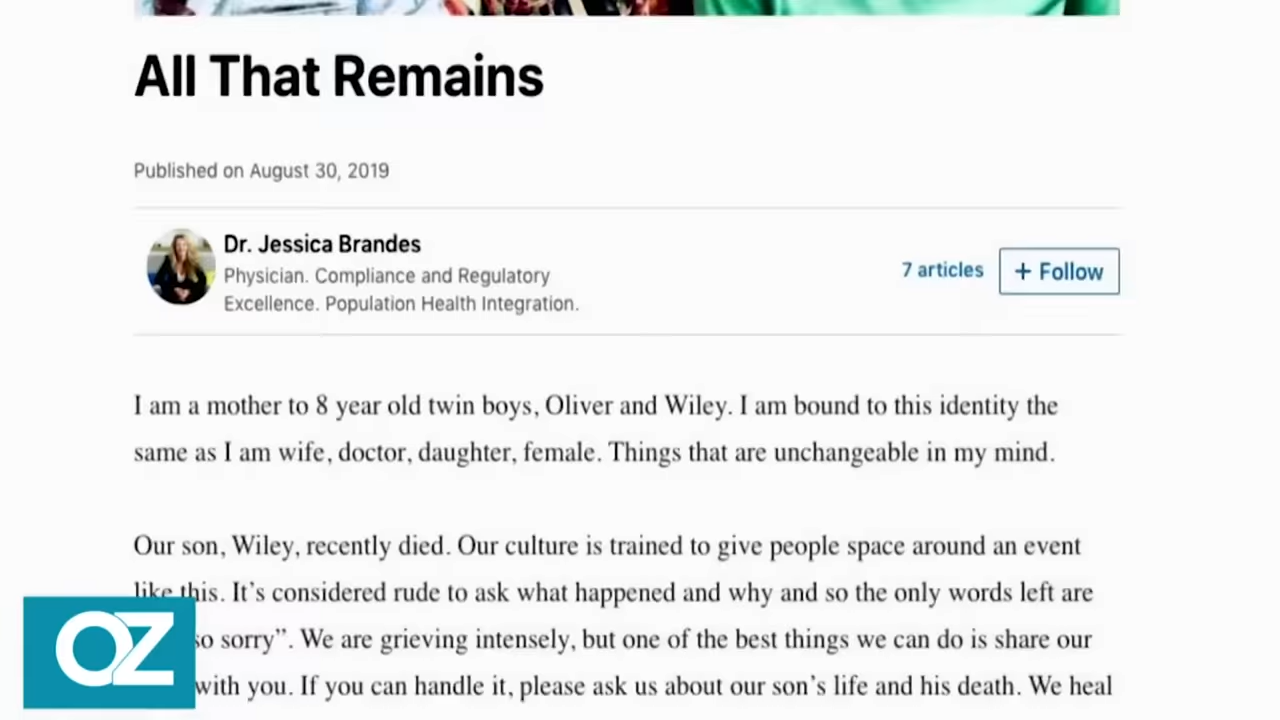 All That Remains
Published on August 30, 2019
Dr. Jessica Brandes
Physician. Compliance and Regulatory
Excellence. Population Health Integration.
7 articles
+ Follow
I am a mother to 8 year old twin boys, Oliver and Wiley. I am bound to this identity the
same as I am wife, doctor, daughter, female. Things that are unchangeable in my mind.
Our son, Wiley, recently died. Our culture is trained to give people space around an event
like this. It's considered rude to ask what happened and why and so the only words left are
so sorry”. We are grieving intensely, but one of the best things we can do is share our
with you. If you can handle it, please ask us about our son's life and his death. We heal
OZ